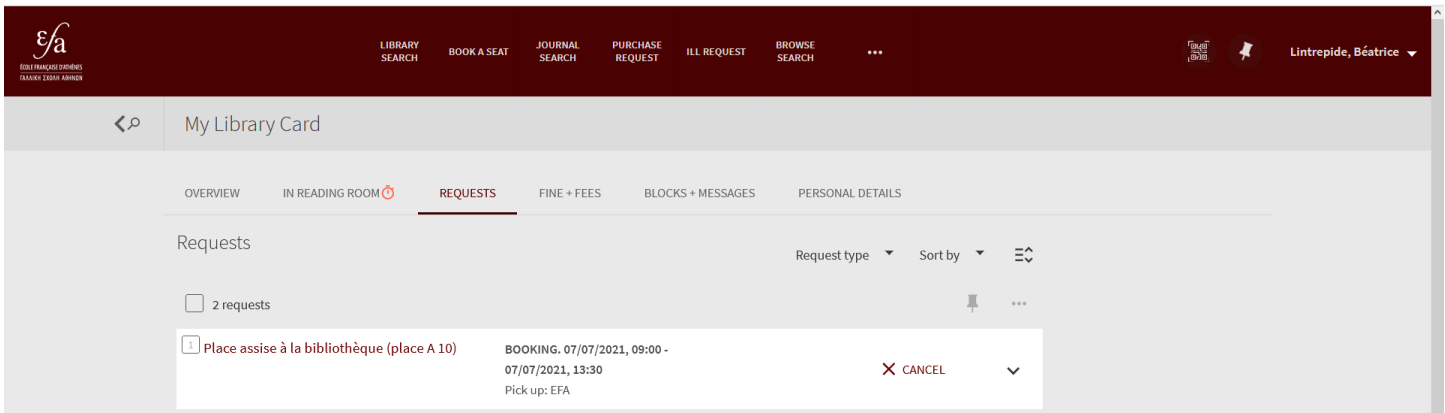 εfa
ÉCOLE FRANÇAISE D'ATHÈNES
ΓΑΛΛΙΚΗ ΣΧΟΛΗ ΑΘΗΝΩΝ
LIBRARY
SEARCH
BOOK A SEAT
JOURNAL
SEARCH
PURCHASE
REQUEST
ILL REQUEST
BROWSE
SEARCH
Lintrepide, Béatrice
My Library Card
OVERVIEW
IN READING ROOM
REQUESTS
FINE + FEES
BLOCKS + MESSAGES
PERSONAL DETAILS
Requests
Request type
Sort by
2 requests
1
Place assise à la bibliothèque (place A 10)
BOOKING. 07/07/2021, 09:00 -
07/07/2021, 13:30
Pick up: EFA
CANCEL